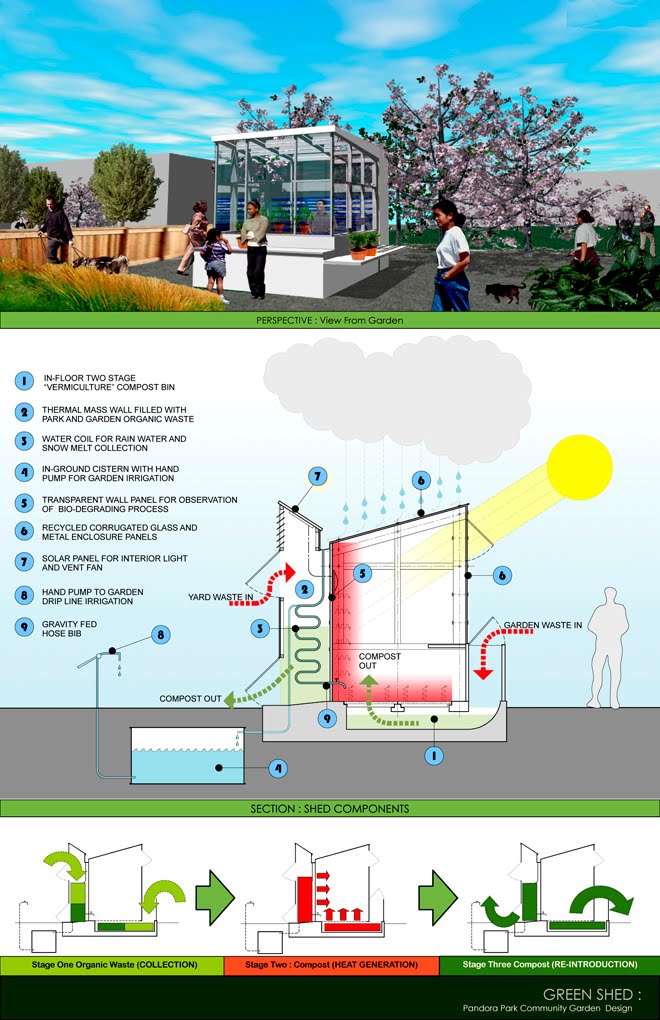 PERSPECTIVE : View From Garden
1 IN-FLOOR TWO STAGE
"VERMICULTURE" COMPOST BIN
2 THERMAL MASS WALL FILLED WITH
PARK AND GARDEN ORGANIC WASTE
3 WATER COIL FOR RAIN WATER AND
SNOW MELT COLLECTION
4 IN-GROUND CISTERN WITH HAND
PUMP FOR GARDEN IRRIGATION
5 TRANSPARENT WALL PANEL FOR OBSERVATION
OF BIO-DEGRADING PROCESS
6 RECYCLED CORRUGATED GLASS AND
METAL ENCLOSURE PANELS
7 SOLAR PANEL FOR INTERIOR LIGHT
AND VENT FAN
8 HAND PUMP TO GARDEN
DRIP LINE IRRIGATION
9 GRAVITY FED
HOSE BIB
7
6
5
6
2
YARD WASTE IN
3
GARDEN WASTE IN
8
COMPOST
OUT
COMPOST OUT
9
1
4
SECTION : SHED COMPONENTS
Stage One Organic Waste (COLLECTION)
Stage Two : Compost (HEAT GENERATION)
Stage Three Compost (RE-INTRODUCTION)
GREEN SHED :
Pandora Park Community Garden Design